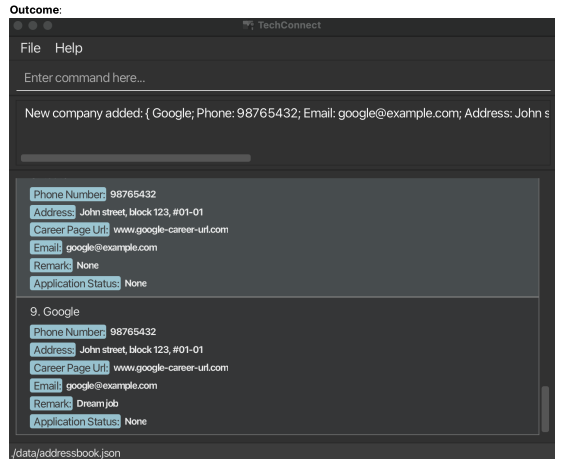 Outcome:
TechConnect
File Help
Enter command here...
New company added: { Google; Phone: 98765432; Email: google@example.com; Address: John s
Phone Number: 98765432
Address: John street, block 123, #01-01
Career Page Url: www.google-career-url.com
Email: google@example.com
Remark: None
Application Status: None
9. Google
Phone Number: 98765432
Address: John street, block 123, #01-01
Career Page Url: www.google-career-url.com
Email: google@example.com
Remark: Dream job
Application Status: None
./data/addressbook.json